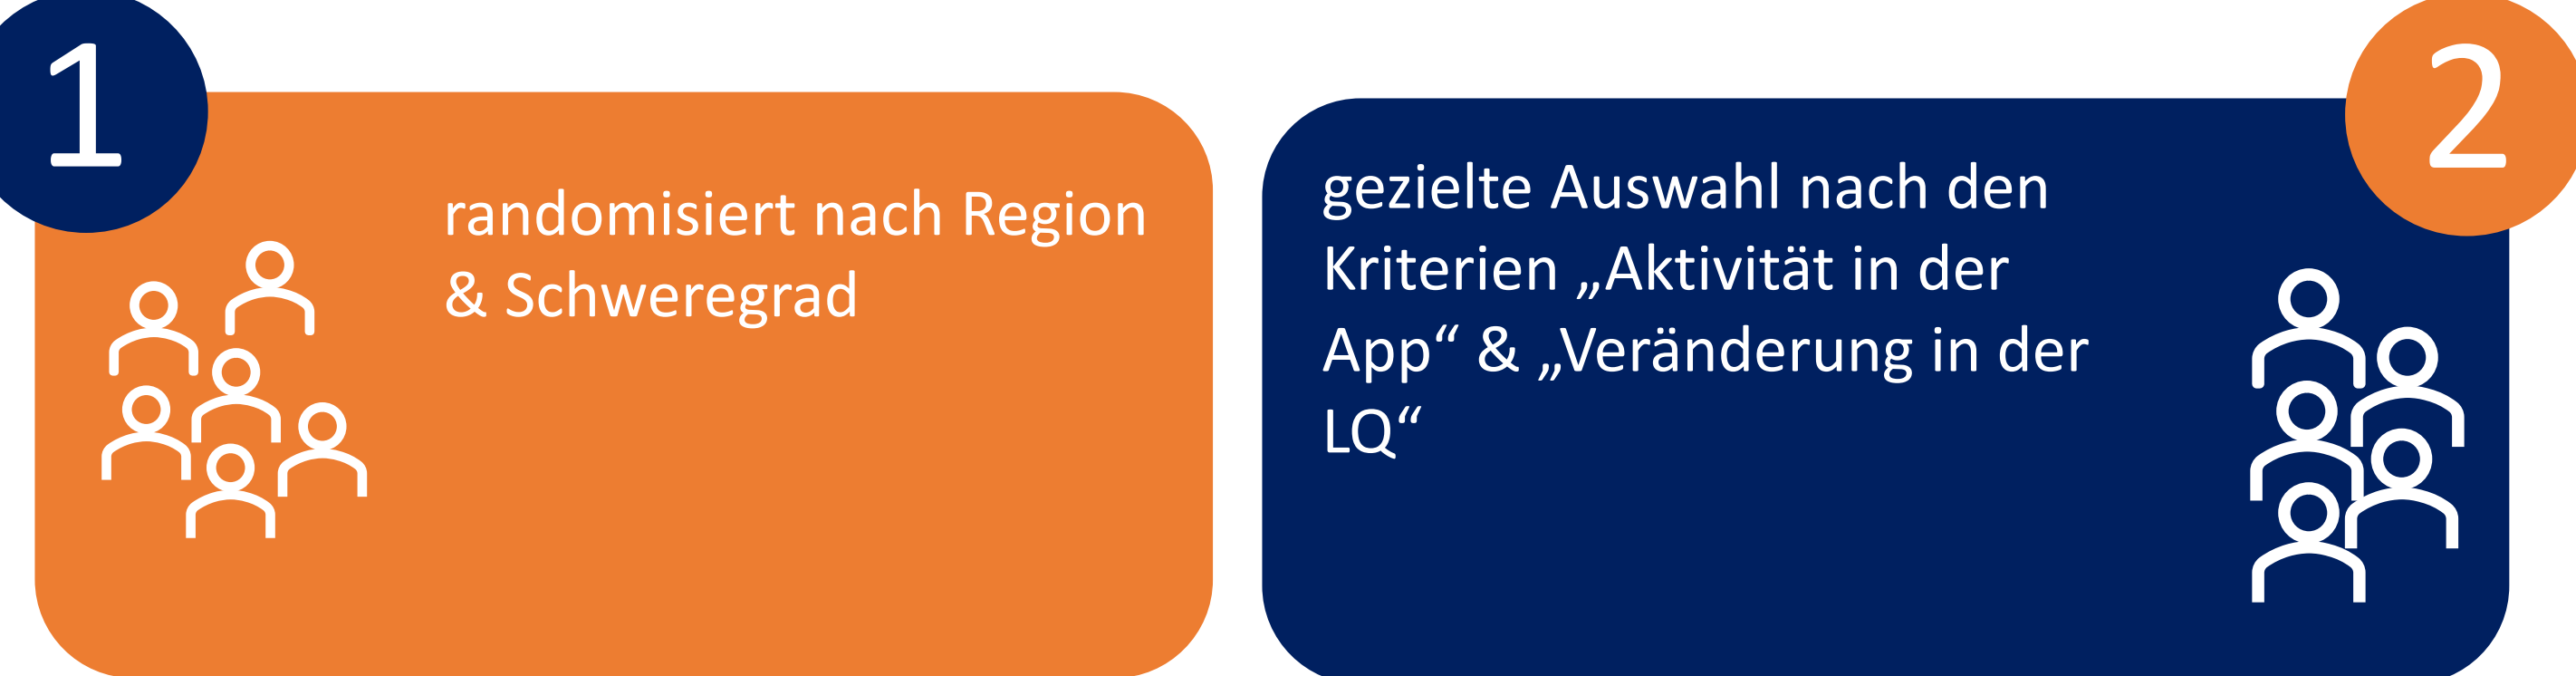 1
randomisiert nach Region
& Schweregrad
2
gezielte Auswahl nach den
Kriterien „Aktivität in der
App“ & „Veränderung in der
LQ“